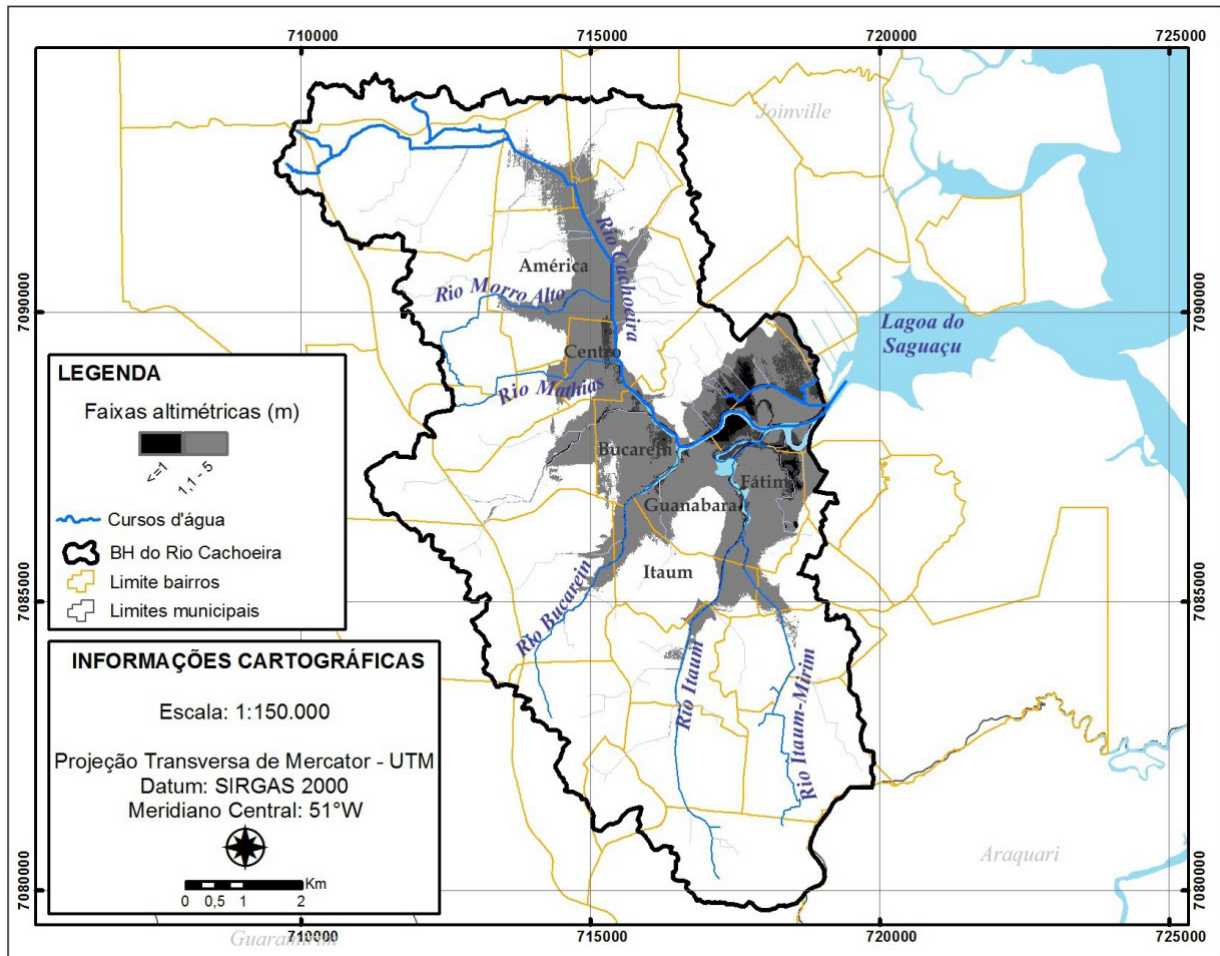 710000
715000
720000
725000
Joinville
7090000
7090000
Rio Cachoeira
América
Rio Morro Alto
Lagoa do
Saguaçu
Centro
Rio Mathias
Bucarein
Fátima
Guanabara
Itaum
7085000
7085000
Rio Bucarein
Rio Itaum
Rio Itaum-Mirim
LEGENDA
Faixas altimétricas (m)
<=1
1,1 - 5
Cursos d'água
BH do Rio Cachoeira
Limite bairros
Limites municipais
INFORMAÇÕES CARTOGRÁFICAS
Escala: 1:150.000
Projeção Transversa de Mercator - UTM
Datum: SIRGAS 2000
Meridiano Central: 51°W
Km
0 0,5 1 2
Araquari
7080000
7080000
Guaramirim
710000
715000
720000
725000